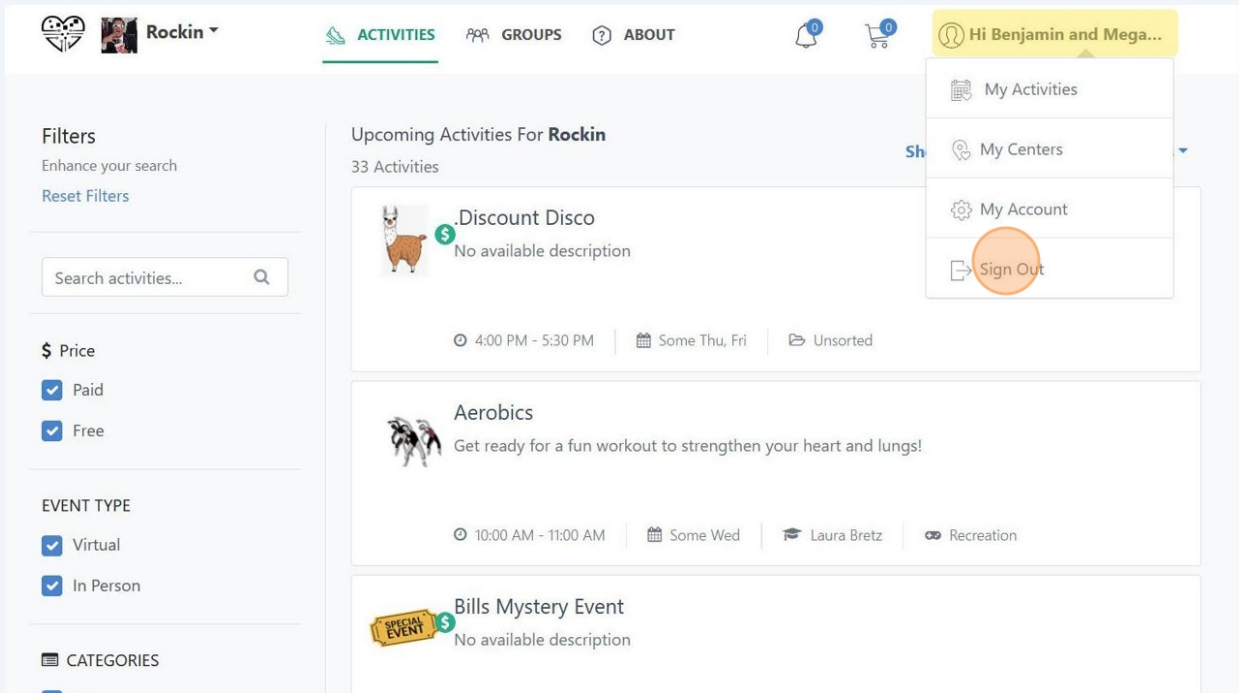 Rockin
ACTIVITIES
GROUPS
ABOUT
0
0
Hi Benjamin and Mega...
My Activities
My Centers
My Account
Sign Out
Filters
Enhance your search
Reset Filters
Search activities...
$ Price
Paid
Free
EVENT TYPE
Virtual
In Person
CATEGORIES
Upcoming Activities For Rockin
33 Activities
.Discount Disco
$
No available description
4:00 PM - 5:30 PM
Some Thu, Fri
Unsorted
Aerobics
Get ready for a fun workout to strengthen your heart and lungs!
10:00 AM - 11:00 AM
Some Wed
Laura Bretz
Recreation
SPECIAL
EVENT
$
Bills Mystery Event
No available description